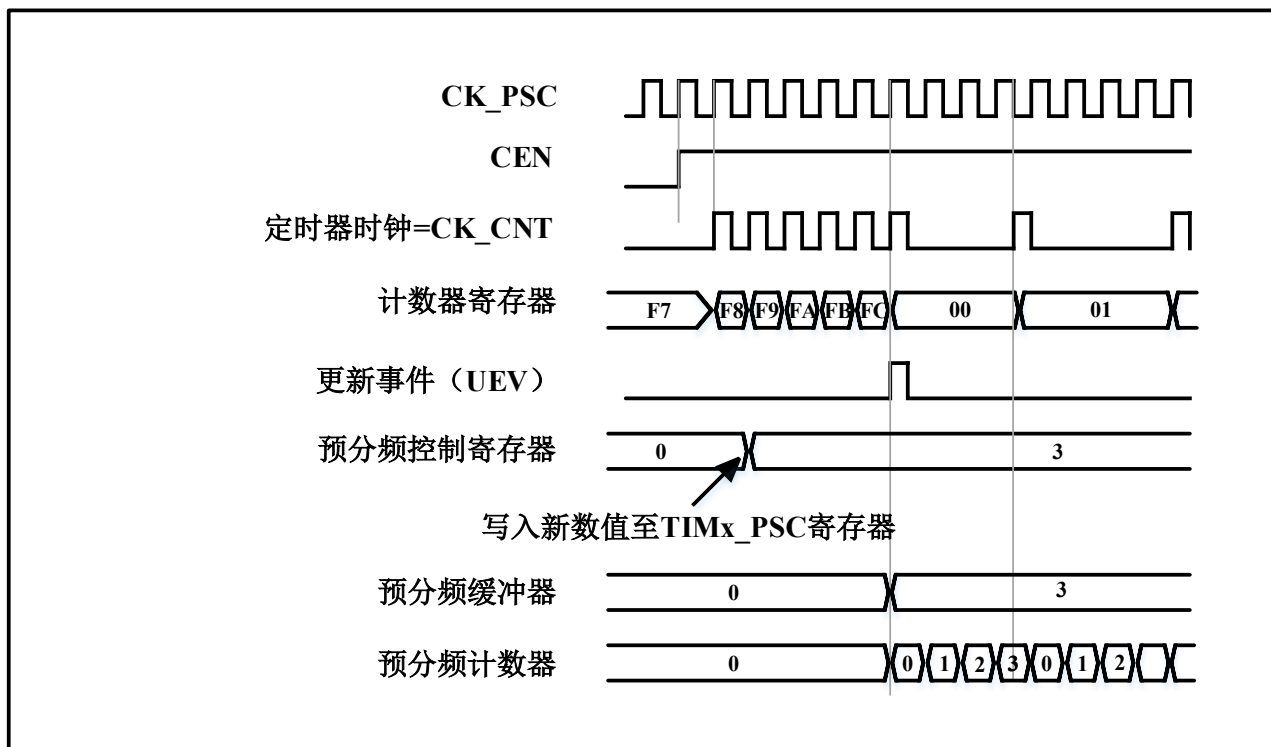 CK_PSC
CEN
定时器时钟=CK_CNT
计数器寄存器
F7 F8 F9 FA FB FC 00 01
更新事件（UEV）
预分频控制寄存器
0 3
写入新数值至TIMx_PSC寄存器
预分频缓冲器
0 3
预分频计数器
0 0 1 2 3 0 1 2